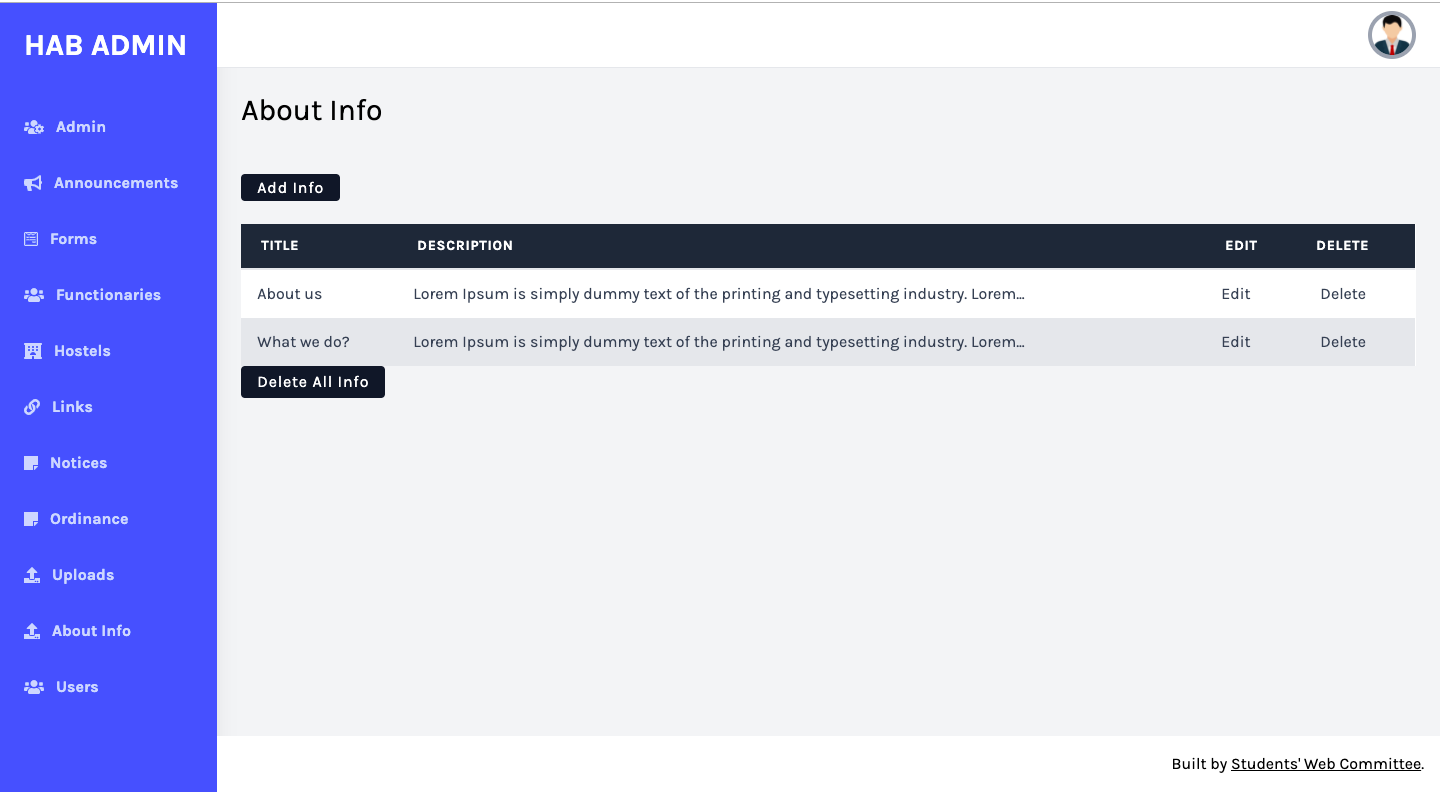 HAB ADMIN
Admin
Announcements
Forms
Functionaries
Hostels
Links
Notices
Ordinance
Uploads
About Info
Users
About Info
Add Info
TITLE DESCRIPTION EDIT DELETE
About us Lorem Ipsum is simply dummy text of the printing and typesetting industry. Lorem... Edit Delete
What we do? Lorem Ipsum is simply dummy text of the printing and typesetting industry. Lorem... Edit Delete
Delete All Info
Built by Students' Web Committee.